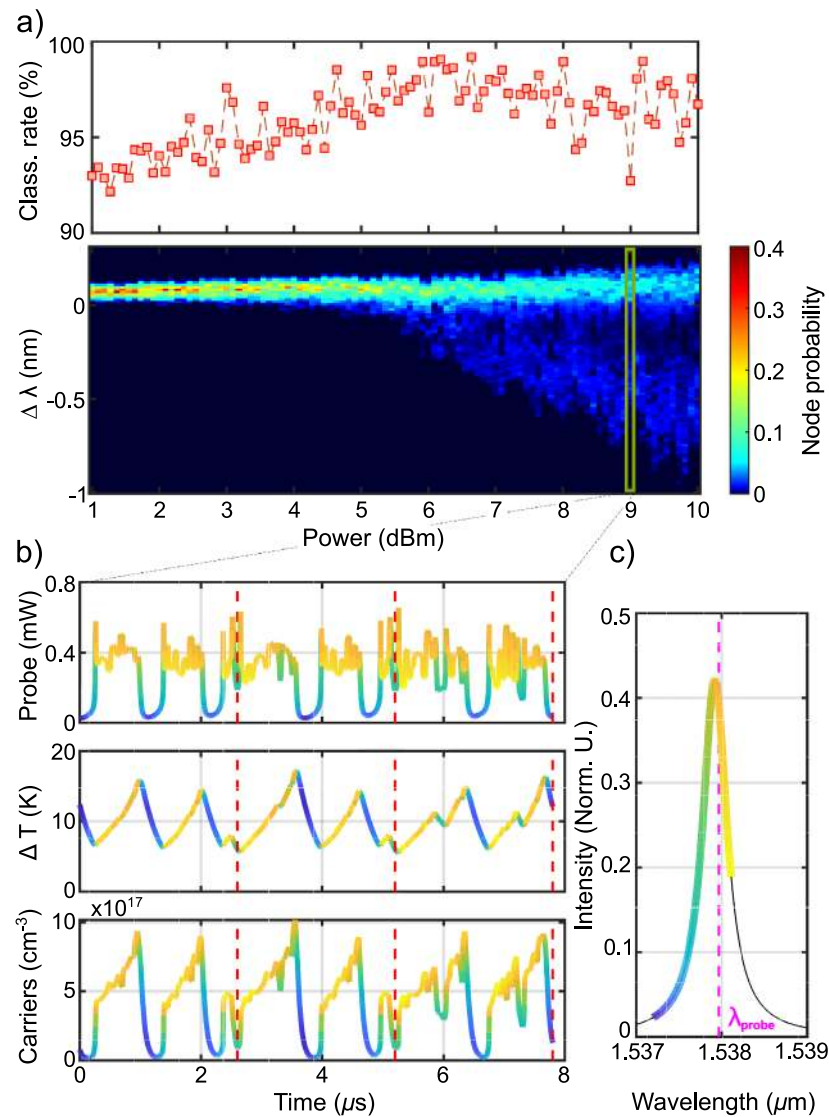 a)
100
95
90
Class. rate (%)
0
-0.5
-1
Δ λ (nm)
1 2 3 4 5 6 7 8 9 10
Power (dBm)
0.4
0.3
0.2
0.1
0
Node probability
b)
0.8
0.4
0
Probe (mW)
20
10
0
Δ T (K)
x10^17
10
5
0
Carriers (cm^-3)
0 2 4 6 8
Time (μs)
c)
0.5
0.4
0.3
0.2
0.1
0
Intensity (Norm. U.)
λprobe
1.537 1.538 1.539
Wavelength (μm)